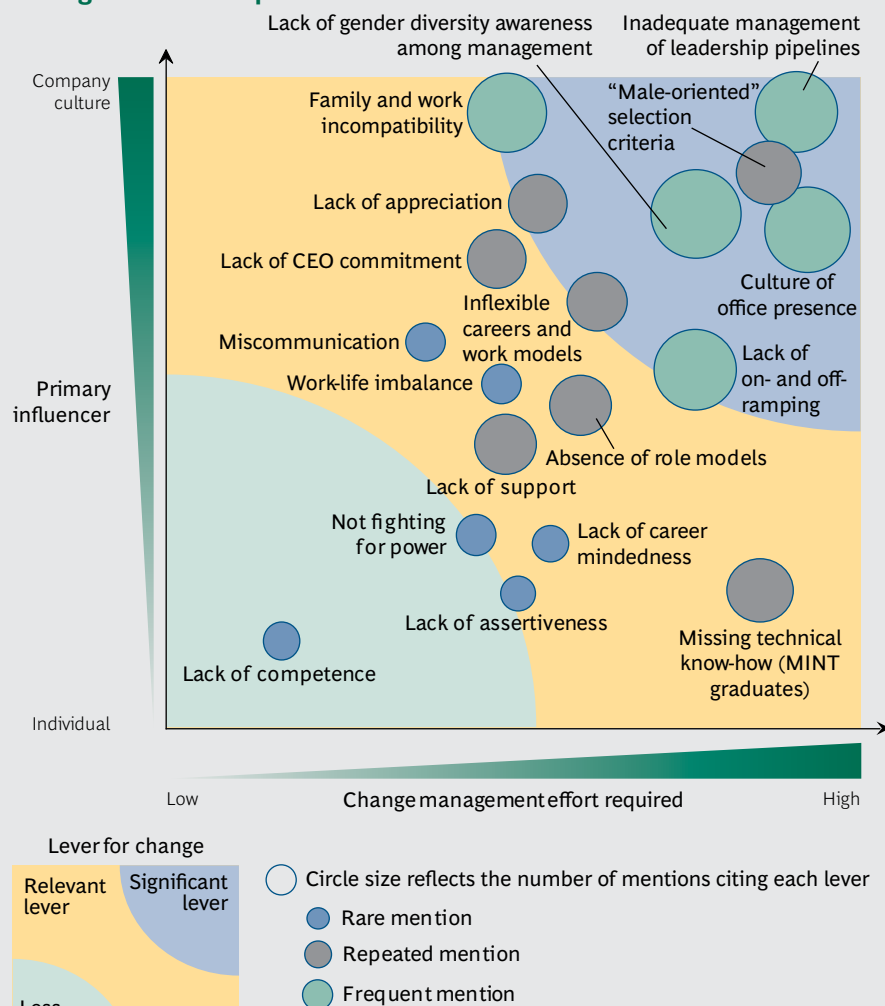 Lack of gender diversity awareness
among management
Inadequate management
of leadership pipelines
Company
culture
Family and work
incompatibility
“Male-oriented”
selection
criteria
Lack of appreciation
Lack of CEO commitment
Culture of
office presence
Inflexible
careers and
work models
Miscommunication
Lack of
on- and off-
ramping
Work-life imbalance
Primary
influencer
Absence of role models
Lack of support
Not fighting
for power
Lack of career
mindedness
Lack of assertiveness
Missing technical
know-how (MINT
graduates)
Lack of competence
Individual
Low
Change management effort required
High
Lever for change
Relevant
lever
Significant
lever
Circle size reflects the number of mentions citing each lever
Rare mention
Repeated mention
Frequent mention